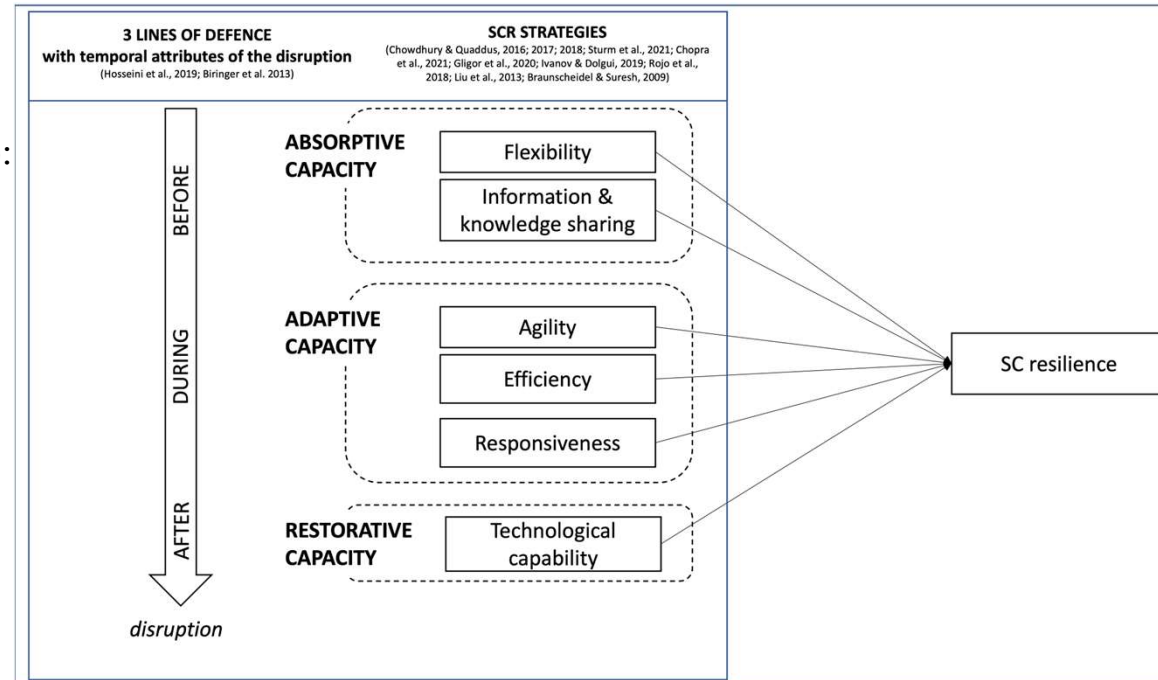 3 LINES OF DEFENCE
with temporal attributes of the disruption
(Hosseini et al., 2019; Biringer et al. 2013)
SCR STRATEGIES
(Chowdhury & Quaddus, 2016; 2017; 2018; Sturm et al., 2021; Chopra
et al., 2021; Gligor et al., 2020; Ivanov & Dolgui, 2019; Rojo et al.,
2018; Liu et al., 2013; Braunscheidel & Suresh, 2009)
:
BEFORE
ABSORPTIVE
CAPACITY
Flexibility
Information &
knowledge sharing
DURING
ADAPTIVE
CAPACITY
Agility
Efficiency
Responsiveness
AFTER
RESTORATIVE
CAPACITY
Technological
capability
disruption
SC resilience